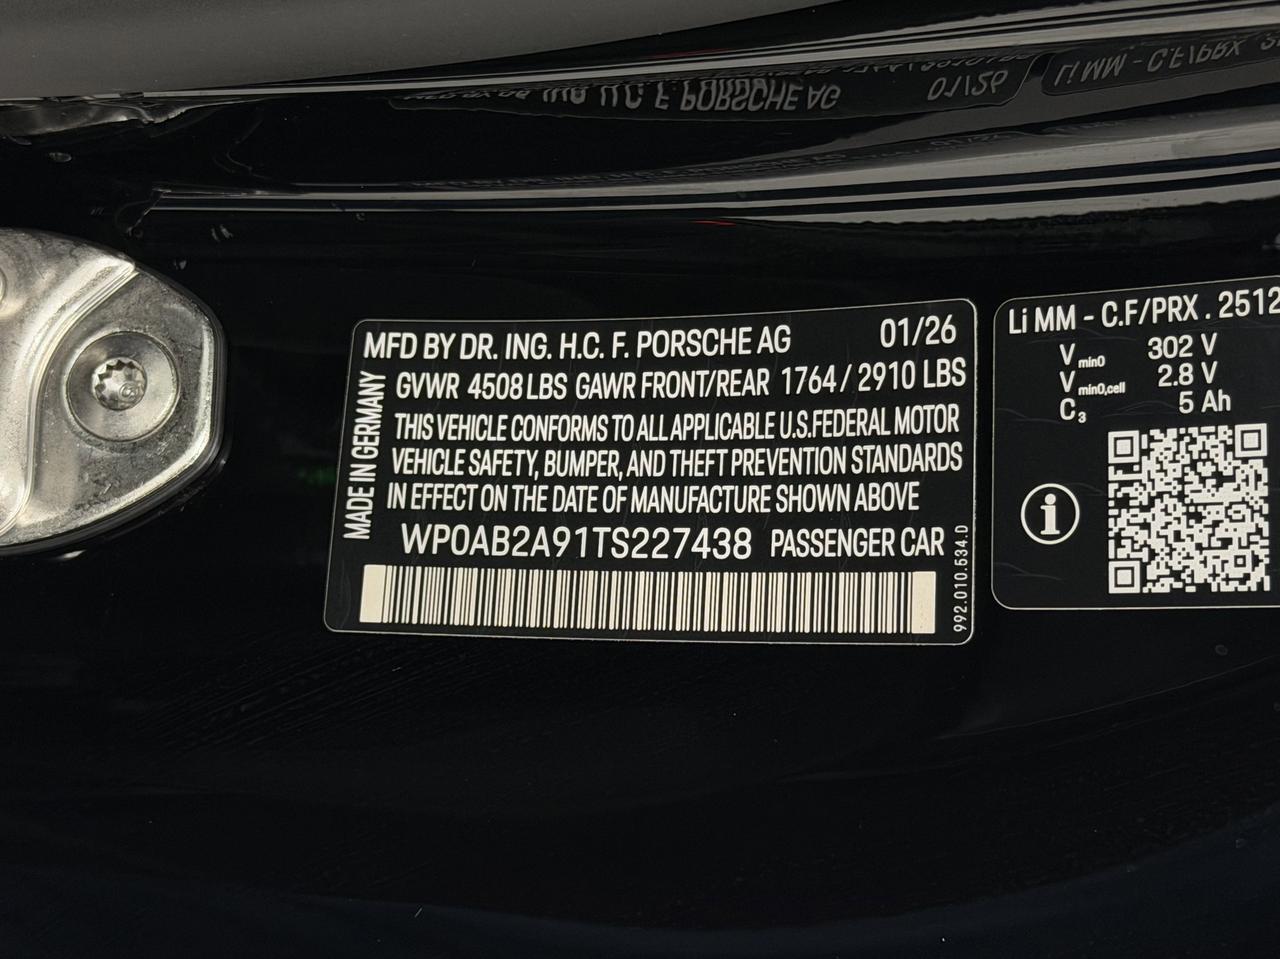 MFD BY DR. ING. H.C. F. PORSCHE AG 01/26
GVWR 4508 LBS GAWR FRONT/REAR 1764 / 2910 LBS
THIS VEHICLE CONFORMS TO ALL APPLICABLE U.S.FEDERAL MOTOR
VEHICLE SAFETY, BUMPER, AND THEFT PREVENTION STANDARDS
IN EFFECT ON THE DATE OF MANUFACTURE SHOWN ABOVE
WP0AB2A91TS227438 PASSENGER CAR
MADE IN GERMANY
992.010.534.D
Li MM - C.F/PRX . 2512
Vmin0 302 V
Vmin0,cell 2.8 V
C3 5 Ah
i